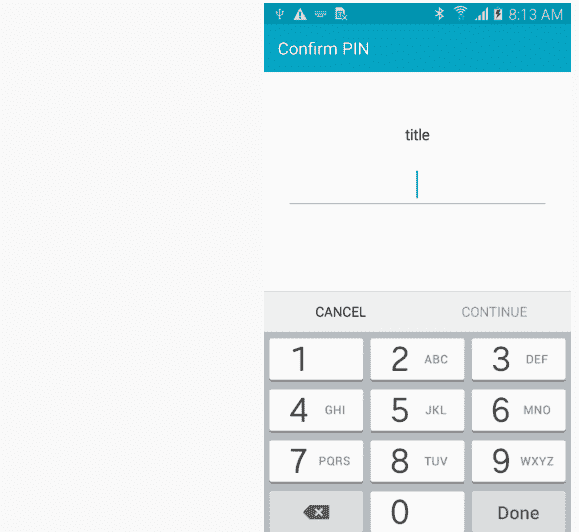 8:13 AM
Confirm PIN
title
CANCEL CONTINUE
1 2 ABC 3 DEF
4 GHI 5 JKL 6 MNO
7 PQRS 8 TUV 9 WXYZ
0 Done